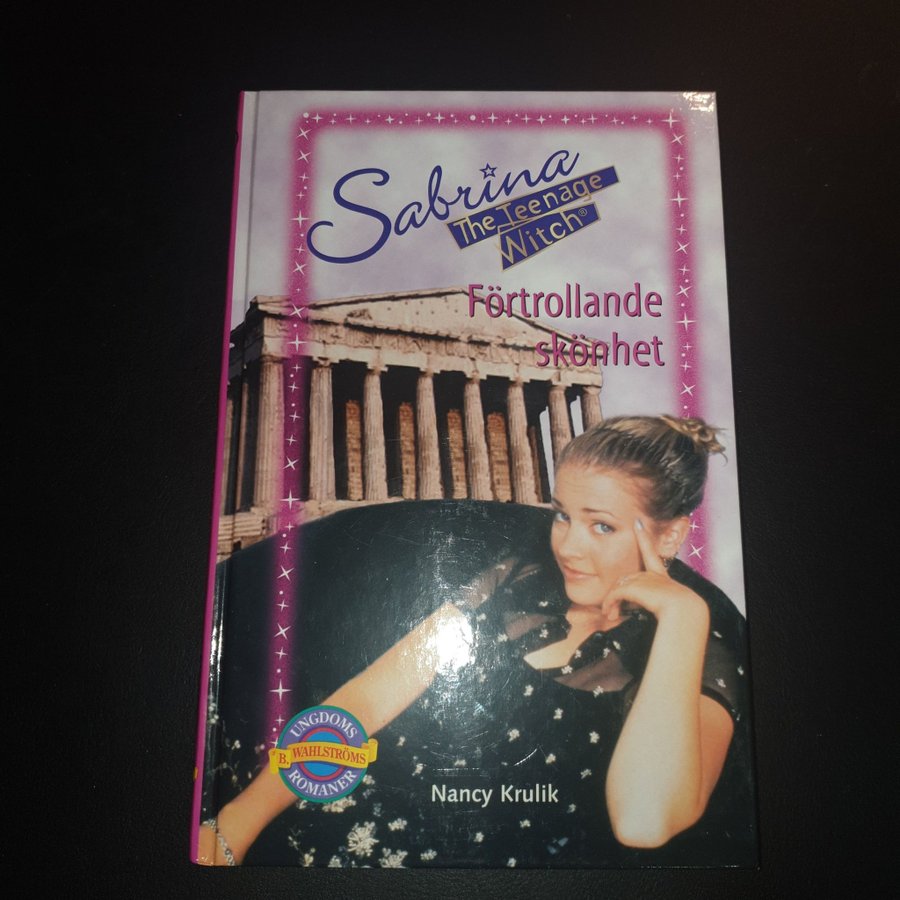 Sabrina
The Teenage
Witch®
Förtrollande
skönhet
UNGDOMS
B. WAHLSTRÖMS
ROMANER
Nancy Krulik